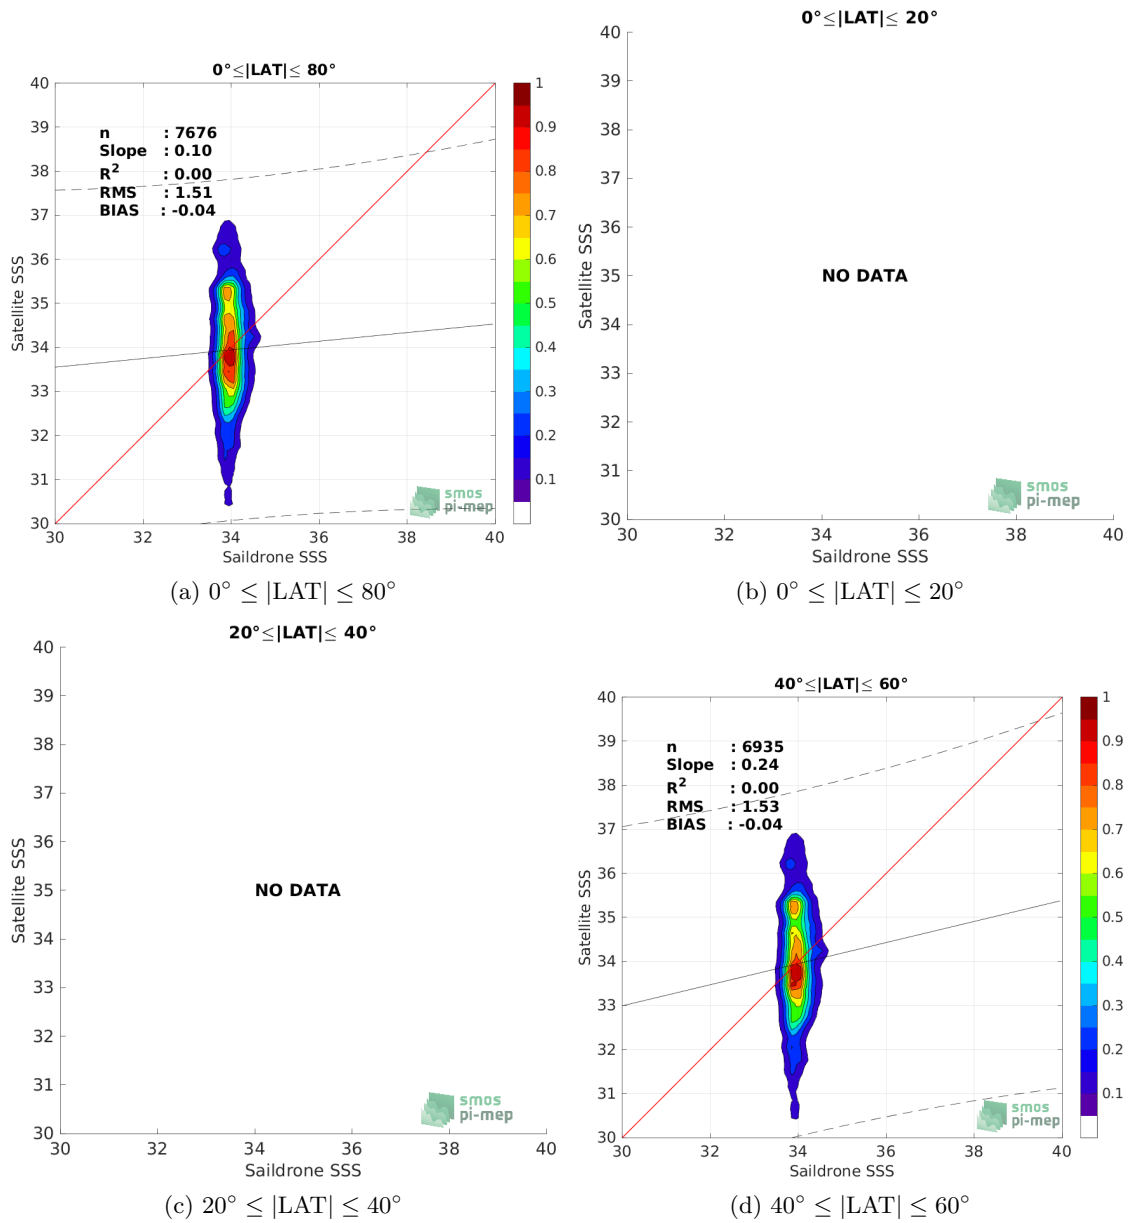 0°≤|LAT|≤ 80°
40
39
38
37
36
35
34
33
32
31
30
Satellite SSS
n : 7676
Slope : 0.10
R² : 0.00
RMS : 1.51
BIAS : -0.04
smos
pi-mep
30 32 34 36 38 40
Saildrone SSS
1
0.9
0.8
0.7
0.6
0.5
0.4
0.3
0.2
0.1
(a) 0° ≤ |LAT| ≤ 80°
0°≤|LAT|≤ 20°
40
39
38
37
36
35
34
33
32
31
30
Satellite SSS
NO DATA
smos
pi-mep
30 32 34 36 38 40
Saildrone SSS
(b) 0° ≤ |LAT| ≤ 20°
20°≤|LAT|≤ 40°
40
39
38
37
36
35
34
33
32
31
30
Satellite SSS
NO DATA
smos
pi-mep
30 32 34 36 38 40
Saildrone SSS
(c) 20° ≤ |LAT| ≤ 40°
40°≤|LAT|≤ 60°
40
39
38
37
36
35
34
33
32
31
30
Satellite SSS
n : 6935
Slope : 0.24
R² : 0.00
RMS : 1.53
BIAS : -0.04
smos
pi-mep
30 32 34 36 38 40
Saildrone SSS
1
0.9
0.8
0.7
0.6
0.5
0.4
0.3
0.2
0.1
(d) 40° ≤ |LAT| ≤ 60°